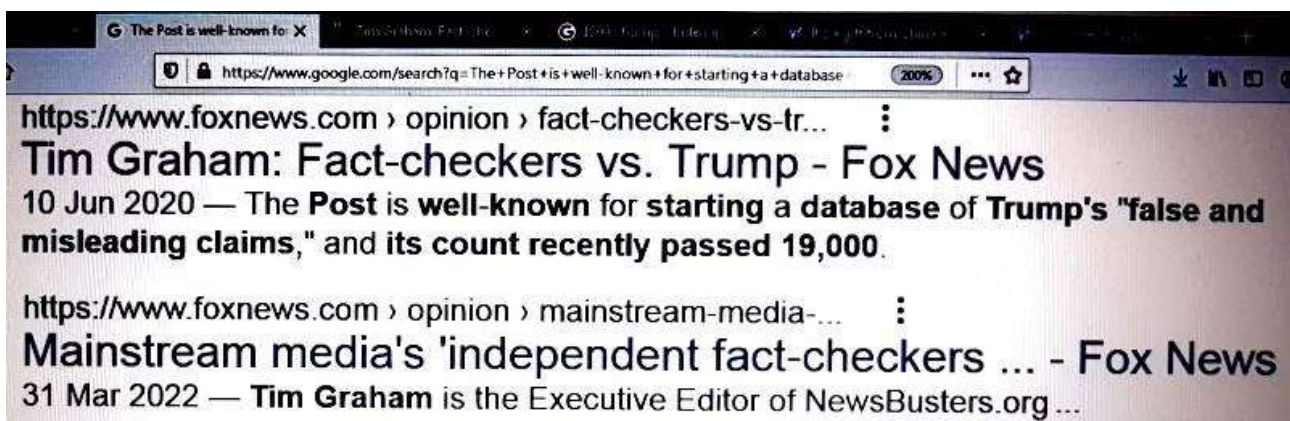 G The Post is well-known fo: X
https://www.google.com/search?q=The+Post+is+well-known+for+starting+a+database 200% •••
https://www.foxnews.com › opinion › fact-checkers-vs-tr...
Tim Graham: Fact-checkers vs. Trump - Fox News
10 Jun 2020 — The Post is well-known for starting a database of Trump's "false and
misleading claims," and its count recently passed 19,000.
https://www.foxnews.com › opinion › mainstream-media-...
Mainstream media's 'independent fact-checkers ... - Fox News
31 Mar 2022 — Tim Graham is the Executive Editor of NewsBusters.org ...